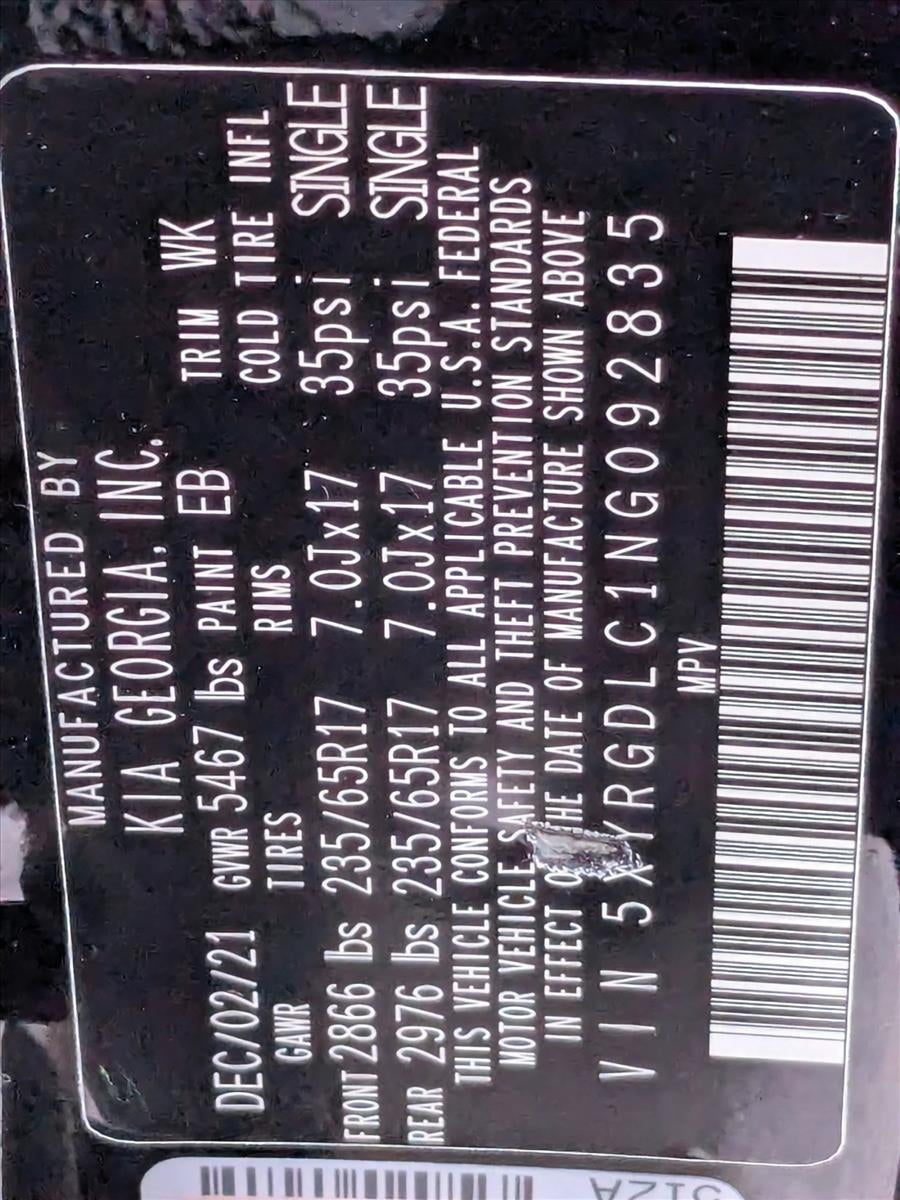 MANUFACTURED BY
KIA GEORGIA, INC.
DEC/02/21 GVWR 5467 lbs PAINT EB TRIM WK
GAWR TIRES RIMS COLD TIRE INFL
FRONT 2866 lbs 235/65R17 7.0Jx17 35psi SINGLE
REAR 2976 lbs 235/65R17 7.0Jx17 35psi SINGLE
THIS VEHICLE CONFORMS TO ALL APPLICABLE U.S.A. FEDERAL
MOTOR VEHICLE SAFETY AND THEFT PREVENTION STANDARDS
IN EFFECT THE DATE OF MANUFACTURE SHOWN ABOVE
VIN 5XYRGDLC1NG092835
MPV